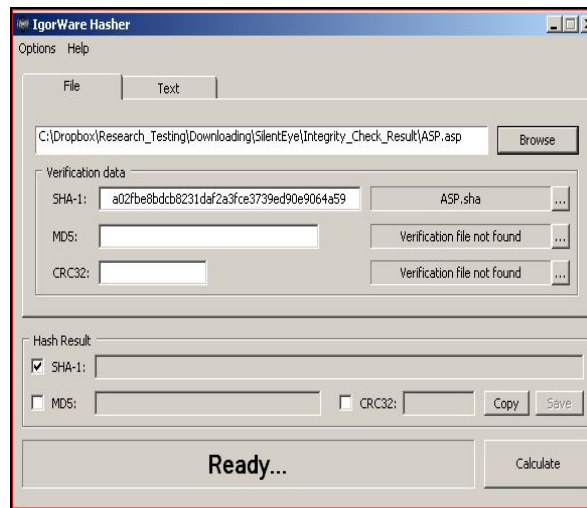 IgorWare Hasher
Options Help
File Text
C:\Dropbox\Research_Testing\Downloading\SilentEye\Integrity_Check_Result\ASP.asp Browse
Verification data
SHA-1: a02fbe8bdcb8231daf2a3fce3739ed90e9064a59 ASP.sha ...
MD5: Verification file not found ...
CRC32: Verification file not found ...
Hash Result
SHA-1:
MD5: CRC32: Copy Save
Ready... Calculate